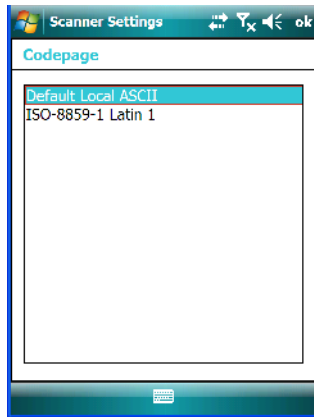 Scanner Settings
ok
Codepage
Default Local ASCII
ISO-8859-1 Latin 1